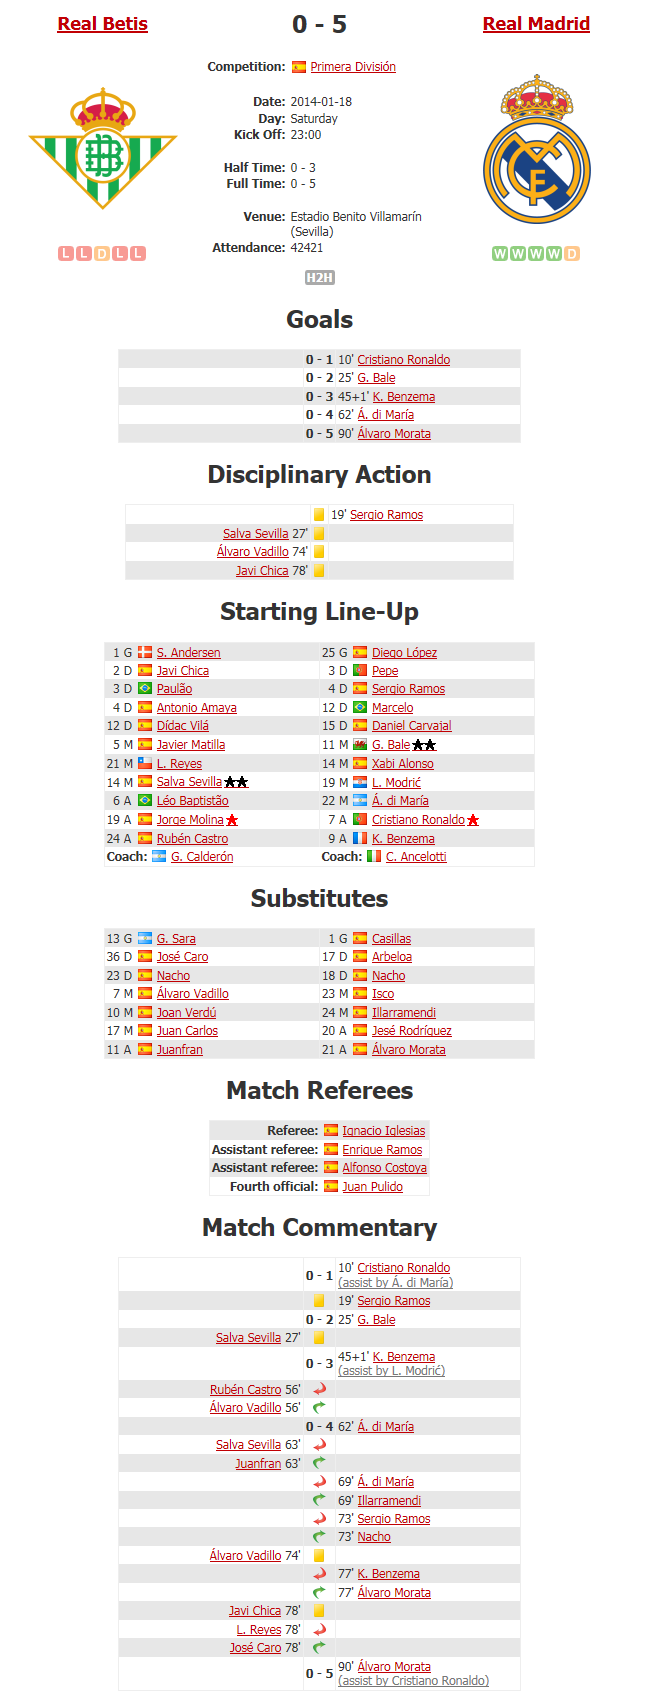 Real Betis 0 - 5 Real Madrid
Competition: Primera División
Date: 2014-01-18
Day: Saturday
Kick Off: 23:00
Half Time: 0 - 3
Full Time: 0 - 5
Venue: Estadio Benito Villamarín
(Sevilla)
Attendance: 42421
L L D L L
W W W W D
H2H
Goals
0 - 1 10' Cristiano Ronaldo
0 - 2 25' G. Bale
0 - 3 45+1' K. Benzema
0 - 4 62' Á. di María
0 - 5 90' Álvaro Morata
Disciplinary Action
19' Sergio Ramos
Salva Sevilla 27'
Álvaro Vadillo 74'
Javi Chica 78'
Starting Line-Up
1 G S. Andersen 25 G Diego López
2 D Javi Chica 3 D Pepe
3 D Paulão 4 D Sergio Ramos
4 D Antonio Amaya 12 D Marcelo
12 D Dídac Vilá 15 D Daniel Carvajal
5 M Javier Matilla 11 M G. Bale
21 M L. Reyes 14 M Xabi Alonso
14 M Salva Sevilla 19 M L. Modrić
6 A Léo Baptistão 22 M Á. di María
19 A Jorge Molina 7 A Cristiano Ronaldo
24 A Rubén Castro 9 A K. Benzema
Coach: G. Calderón Coach: C. Ancelotti
Substitutes
13 G G. Sara 1 G Casillas
36 D José Caro 17 D Arbeloa
23 D Nacho 18 D Nacho
7 M Álvaro Vadillo 23 M Isco
10 M Joan Verdú 24 M Illarramendi
17 M Juan Carlos 20 A Jesé Rodríguez
11 A Juanfran 21 A Álvaro Morata
Match Referees
Referee: Ignacio Iglesias
Assistant referee: Enrique Ramos
Assistant referee: Alfonso Costoya
Fourth official: Juan Pulido
Match Commentary
0 - 1 10' Cristiano Ronaldo
(assist by Á. di María)
19' Sergio Ramos
0 - 2 25' G. Bale
Salva Sevilla 27'
0 - 3 45+1' K. Benzema
(assist by L. Modrić)
Rubén Castro 56'
Álvaro Vadillo 56'
0 - 4 62' Á. di María
Salva Sevilla 63'
Juanfran 63'
69' Á. di María
69' Illarramendi
73' Sergio Ramos
73' Nacho
Álvaro Vadillo 74'
77' K. Benzema
77' Álvaro Morata
Javi Chica 78'
L. Reyes 78'
José Caro 78'
0 - 5 90' Álvaro Morata
(assist by Cristiano Ronaldo)